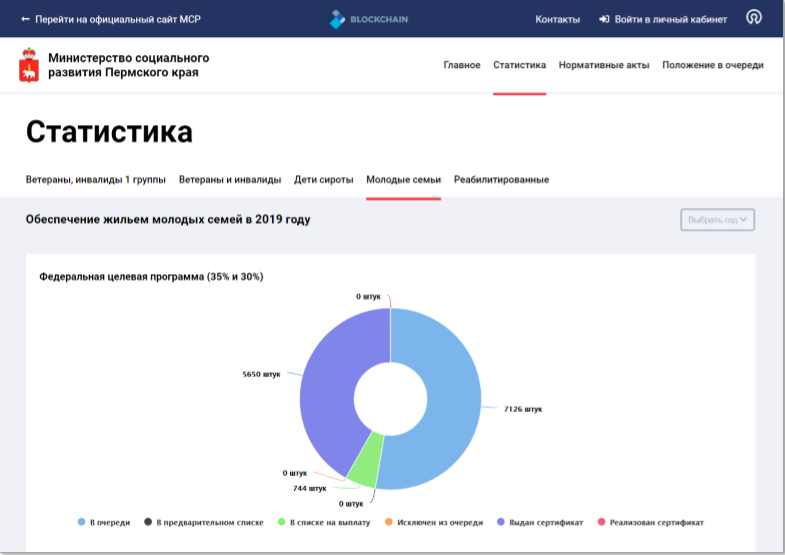 ← Перейти на официальный сайт МСР
BLOCKCHAIN
Контакты
Войти в личный кабинет
Министерство социального
развития Пермского края
Главное
Статистика
Нормативные акты
Положение в очереди
Статистика
Ветераны, инвалиды 1 группы
Ветераны и инвалиды
Дети сироты
Молодые семьи
Реабилитированные
Обеспечение жильем молодых семей в 2019 году
Выбрать год
Федеральная целевая программа (35% и 30%)
0 штук
5650 штук
7126 штук
0 штук
744 штук
0 штук
В очереди
В предварительном списке
В списке на выплату
Исключен из очереди
Выдан сертификат
Реализован сертификат